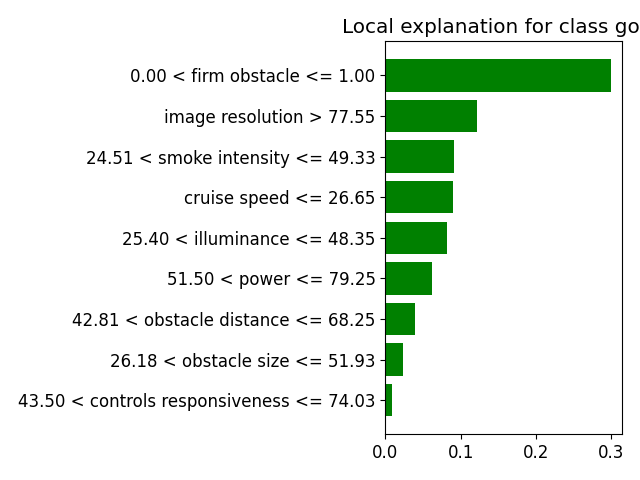 Local explanation for class go
0.00 < firm obstacle <= 1.00
image resolution > 77.55
24.51 < smoke intensity <= 49.33
cruise speed <= 26.65
25.40 < illuminance <= 48.35
51.50 < power <= 79.25
42.81 < obstacle distance <= 68.25
26.18 < obstacle size <= 51.93
43.50 < controls responsiveness <= 74.03
0.0 0.1 0.2 0.3